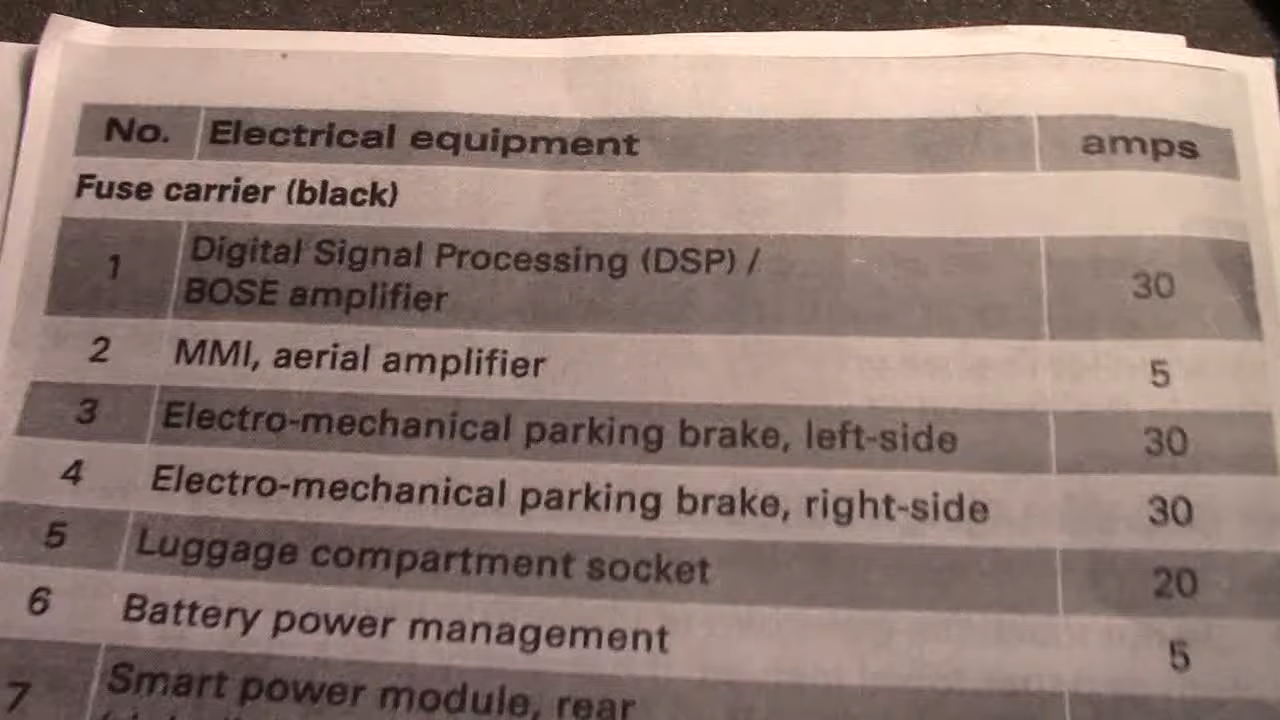 No. Electrical equipment amps
Fuse carrier (black)
1 Digital Signal Processing (DSP) /
BOSE amplifier 30
2 MMI, aerial amplifier 5
3 Electro-mechanical parking brake, left-side 30
4 Electro-mechanical parking brake, right-side 30
5 Luggage compartment socket 20
6 Battery power management 5
7 Smart power module, rear